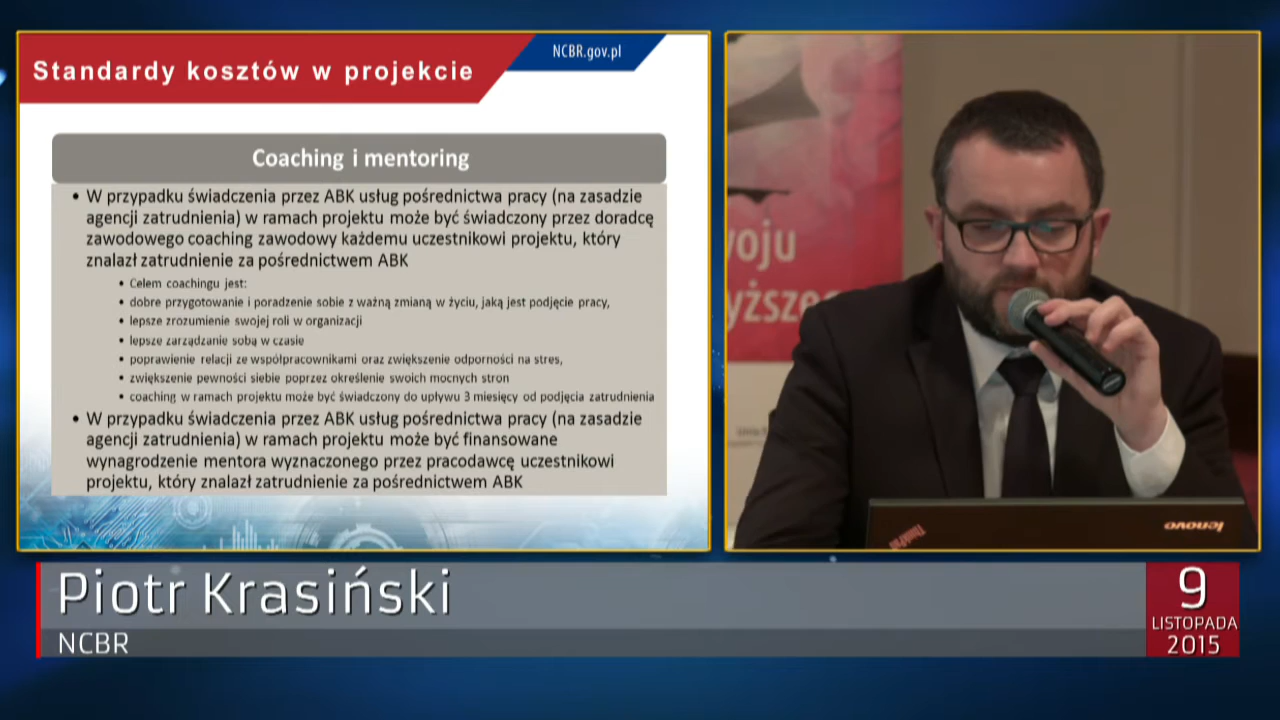 Standardy kosztów w projekcie
NCBR.gov.pl
Coaching i mentoring
• W przypadku świadczenia przez ABK usług pośrednictwa pracy (na zasadzie
agencji zatrudnienia) w ramach projektu może być świadczony przez doradcę
zawodowego coaching zawodowy każdemu uczestnikowi projektu, który
znalazł zatrudnienie za pośrednictwem ABK
• Celem coachingu jest:
• dobre przygotowanie i poradzenie sobie z ważną zmianą w życiu, jaką jest podjęcie pracy,
• lepsze zrozumienie swojej roli w organizacji
• lepsze zarządzanie sobą w czasie
• poprawienie relacji ze współpracownikami oraz zwiększenie odporności na stres,
• zwiększenie pewności siebie poprzez określenie swoich mocnych stron
• coaching w ramach projektu może być świadczony do upływu 3 miesięcy od podjęcia zatrudnienia
• W przypadku świadczenia przez ABK usług pośrednictwa pracy (na zasadzie
agencji zatrudnienia) w ramach projektu może być finansowane
wynagrodzenie mentora wyznaczonego przez pracodawcę uczestnikowi
projektu, który znalazł zatrudnienie za pośrednictwem ABK
woju
yższeg
lenovo
ThinkPad
Piotr Krasiński
NCBR
9
LISTOPADA
2015